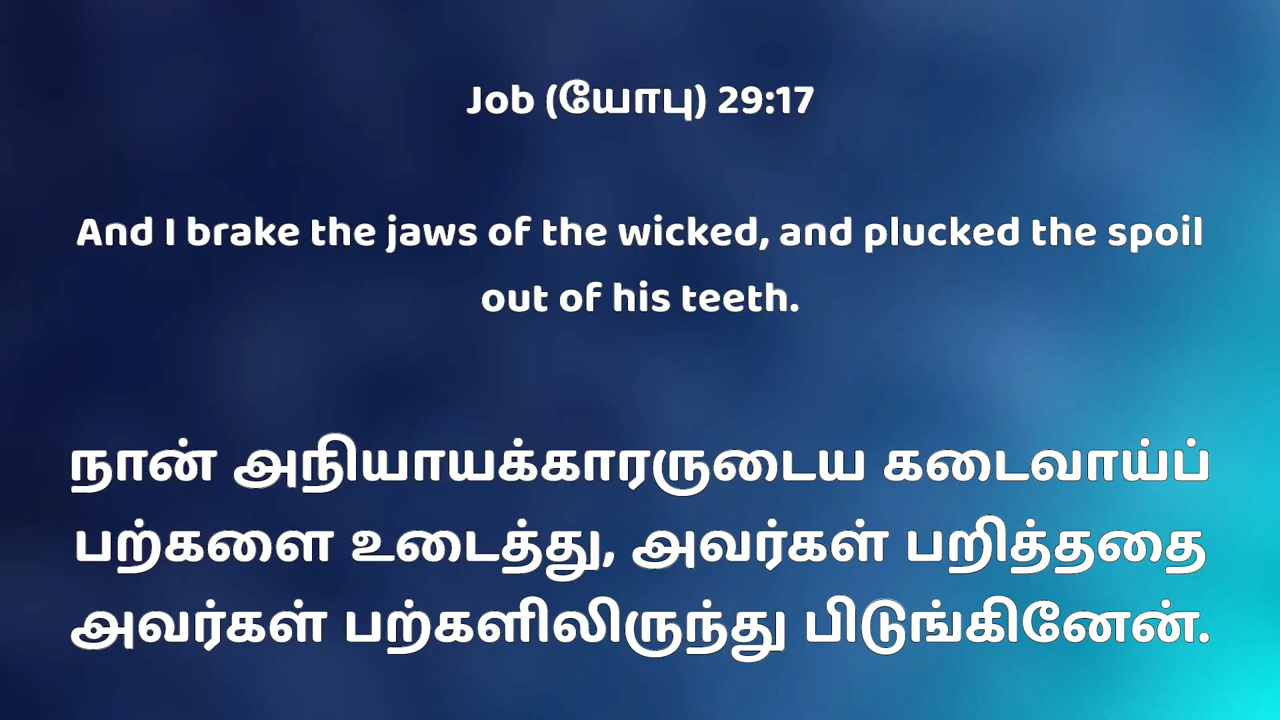 Job (யோபு) 29:17
And I brake the jaws of the wicked, and plucked the spoil
out of his teeth.
நான் அநியாயக்காரருடைய கடைவாய்ப்
பற்களை உடைத்து, அவர்கள் பறித்ததை
அவர்கள் பற்களிலிருந்து பிடுங்கினேன்.